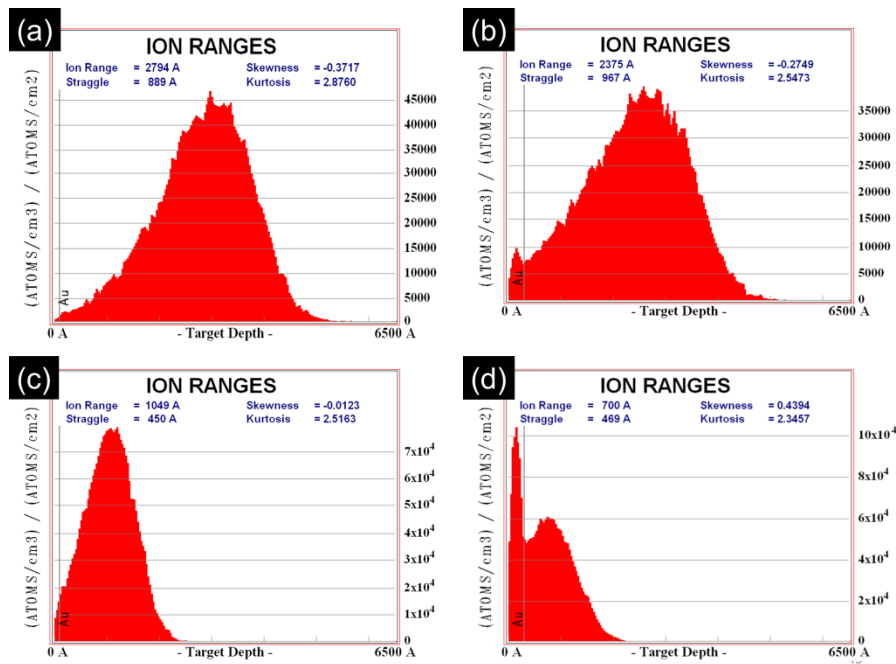 (a)
ION RANGES
Ion Range = 2794 A Skewness = -0.3717
Straggle = 889 A Kurtosis = 2.8760
(ATOMS/cm3) / (ATOMS/cm2)
45000
40000
35000
30000
25000
20000
15000
10000
5000
0
Au
0 A - Target Depth - 6500 A
(b)
ION RANGES
Ion Range = 2375 A Skewness = -0.2749
Straggle = 967 A Kurtosis = 2.5473
(ATOMS/cm3) / (ATOMS/cm2)
35000
30000
25000
20000
15000
10000
5000
0
Au
0 A - Target Depth - 6500 A
(c)
ION RANGES
Ion Range = 1049 A Skewness = -0.0123
Straggle = 450 A Kurtosis = 2.5163
(ATOMS/cm3) / (ATOMS/cm2)
7x10^4
6x10^4
5x10^4
4x10^4
3x10^4
2x10^4
1x10^4
0
Au
0 A - Target Depth - 6500 A
(d)
ION RANGES
Ion Range = 700 A Skewness = 0.4394
Straggle = 469 A Kurtosis = 2.3457
(ATOMS/cm3) / (ATOMS/cm2)
10x10^4
8x10^4
6x10^4
4x10^4
2x10^4
0
Au
0 A - Target Depth - 6500 A